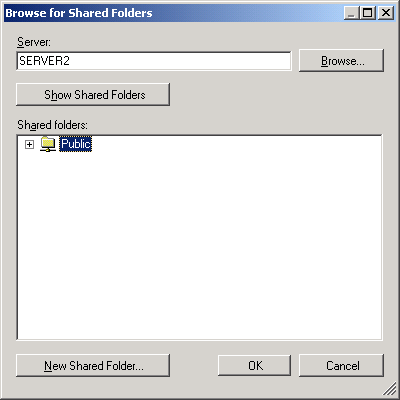 Browse for Shared Folders
Server:
SERVER2
Browse...
Show Shared Folders
Shared folders:
Public
New Shared Folder...
OK
Cancel